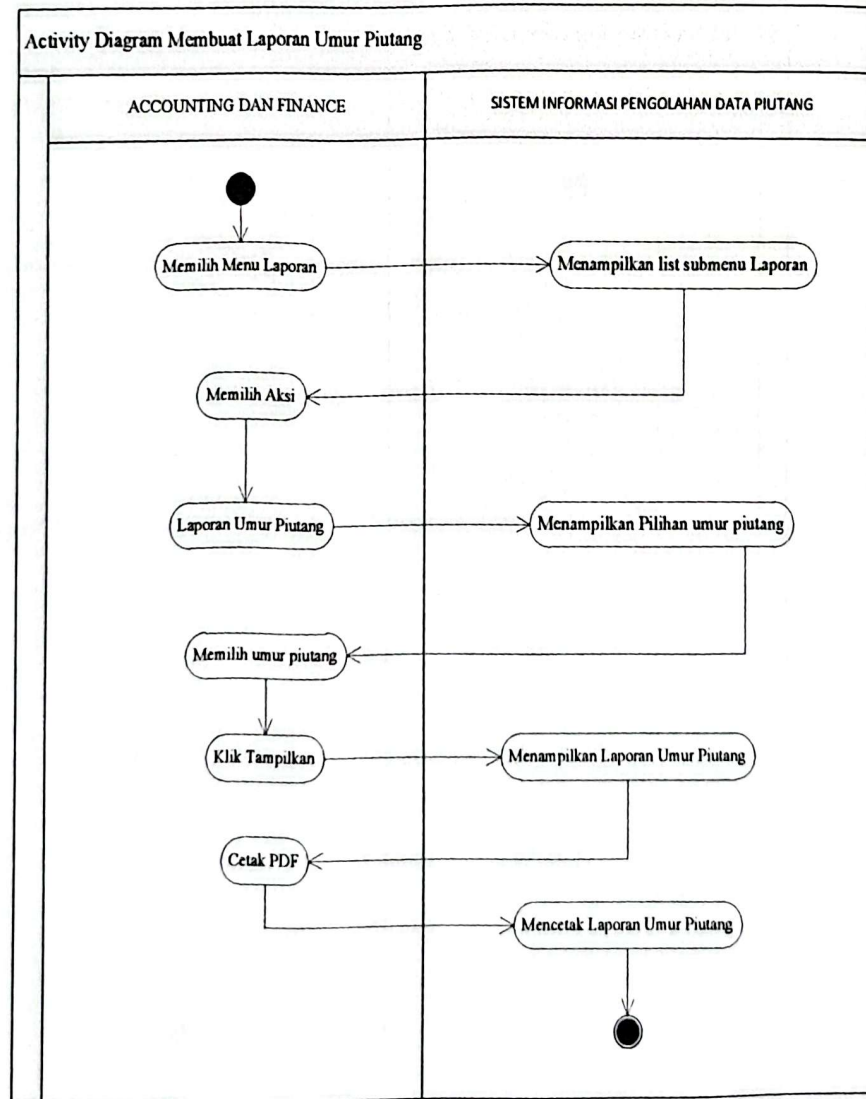 Activity Diagram Membuat Laporan Umur Piutang
ACCOUNTING DAN FINANCE
SISTEM INFORMASI PENGOLAHAN DATA PIUTANG
Memilih Menu Laporan
Menampilkan list submenu Laporan
Memilih Aksi
Laporan Umur Piutang
Menampilkan Pilihan umur piutang
Memilih umur piutang
Klik Tampilkan
Menampilkan Laporan Umur Piutang
Cetak PDF
Mencetak Laporan Umur Piutang